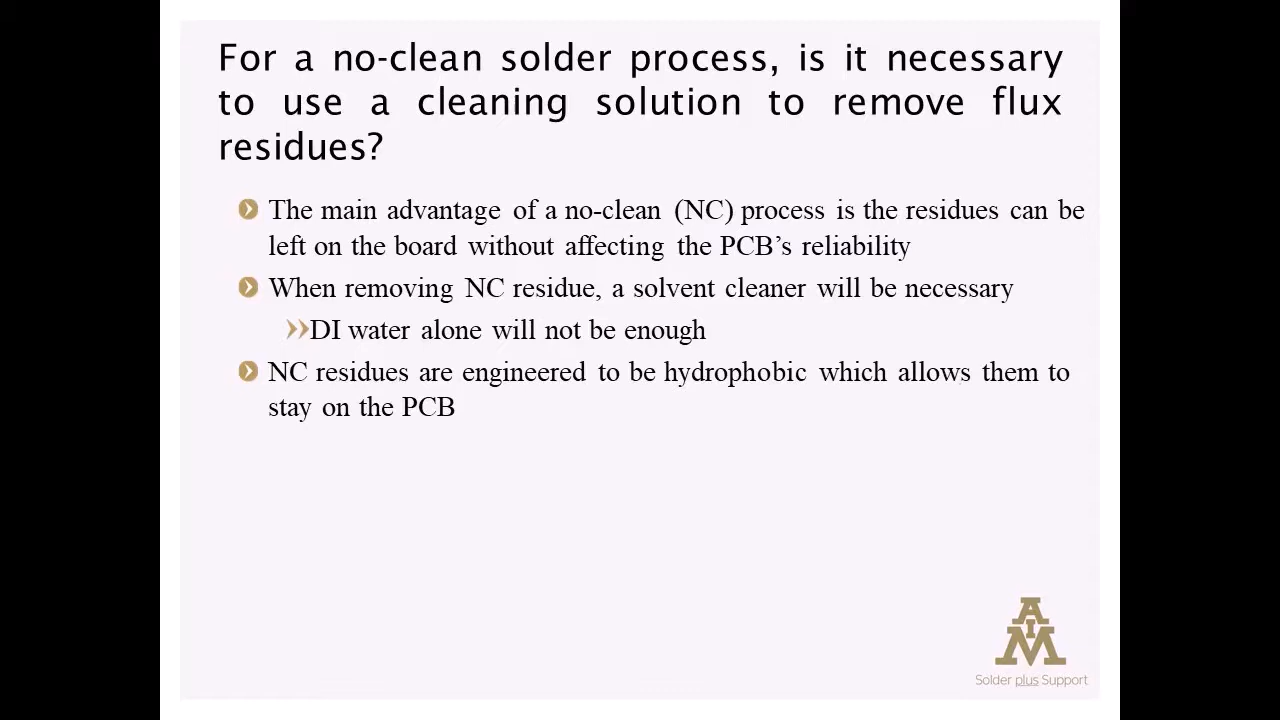 For a no-clean solder process, is it necessary
to use a cleaning solution to remove flux
residues?
The main advantage of a no-clean (NC) process is the residues can be
left on the board without affecting the PCB’s reliability
When removing NC residue, a solvent cleaner will be necessary
DI water alone will not be enough
NC residues are engineered to be hydrophobic which allows them to
stay on the PCB
AIM
Solder plus Support